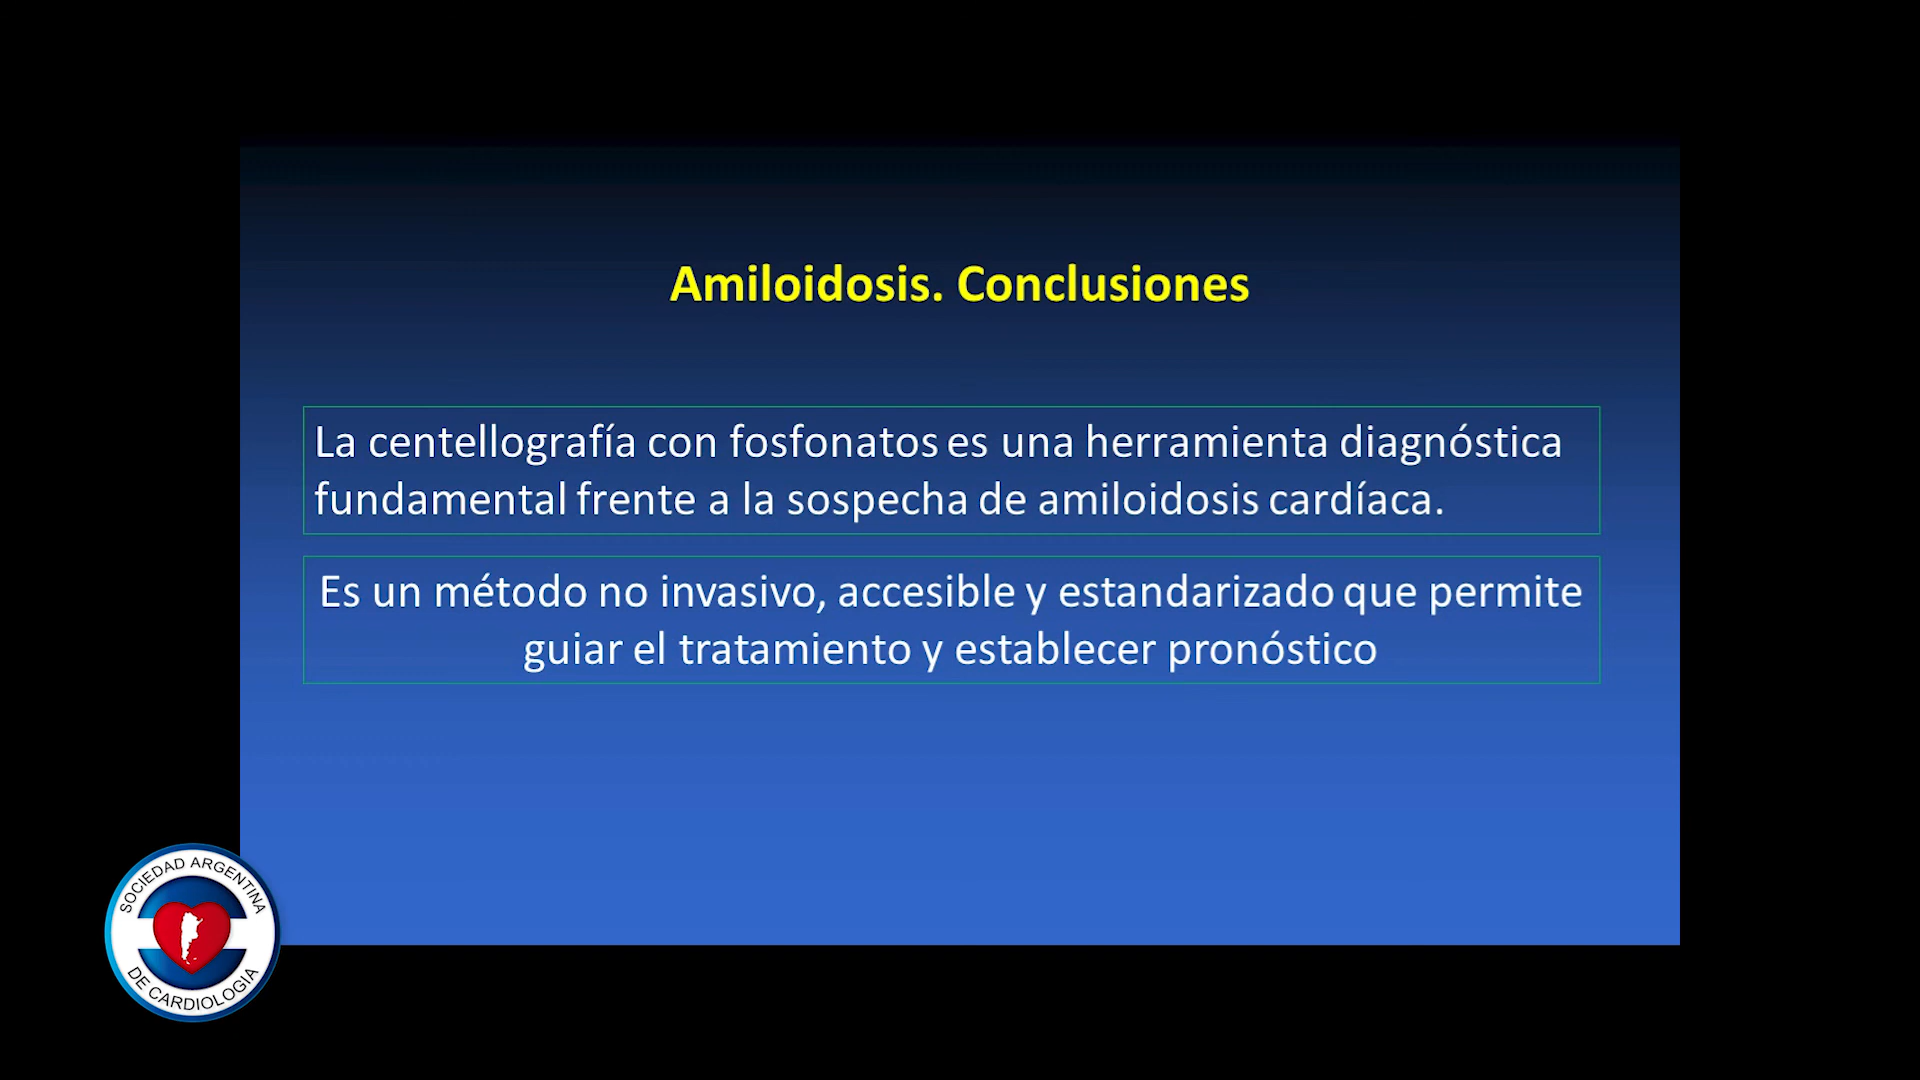 Amiloidosis. Conclusiones
La centellografía con fosfonatos es una herramienta diagnóstica
fundamental frente a la sospecha de amiloidosis cardíaca.
Es un método no invasivo, accesible y estandarizado que permite
guiar el tratamiento y establecer pronóstico
SOCIEDAD ARGENTINA
DE CARDIOLOGIA